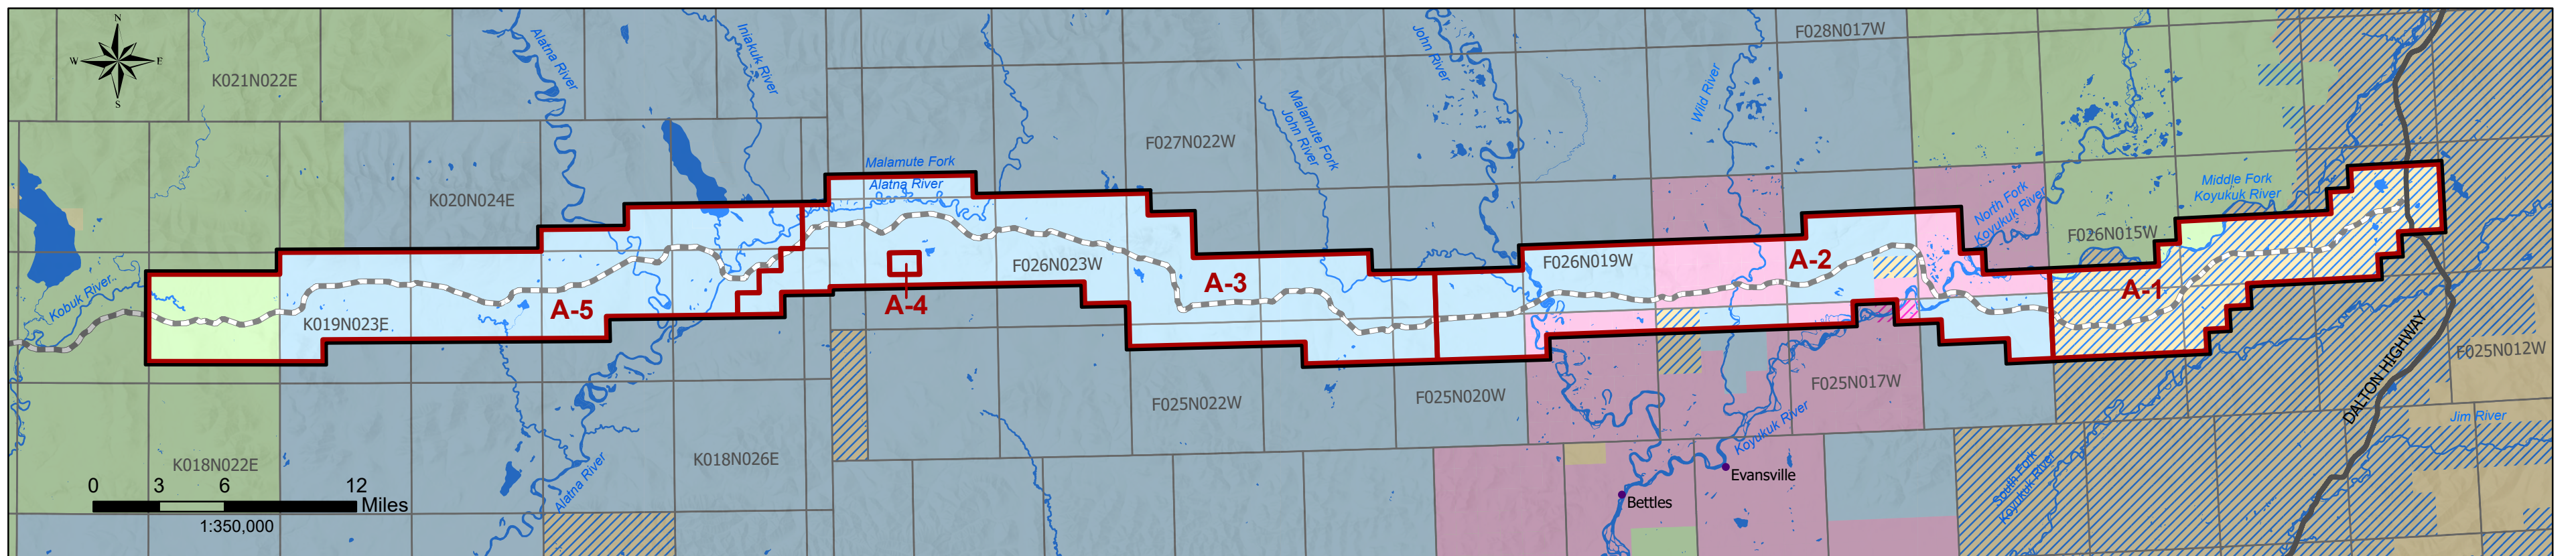 N
W E
S
K021N022E
Alatna River
Iniakuk River
John River
Wild River
F028N017W
K020N024E
Malamute Fork
Alatna River
F027N022W
Malamute Fork
John River
North Fork
Koyukuk River
F026N015W
Middle Fork
Koyukuk River
Kobuk River
K019N023E
A-5
A-4
F026N023W
A-3
F026N019W
A-2
A-1
DALTON HIGHWAY
F025N012W
K018N022E
Alatna River
K018N026E
F025N022W
F025N020W
F025N017W
Koyukuk River
Evansville
Bettles
South Fork
Koyukuk River
Jim River
0 3 6 12
Miles
1:350,000